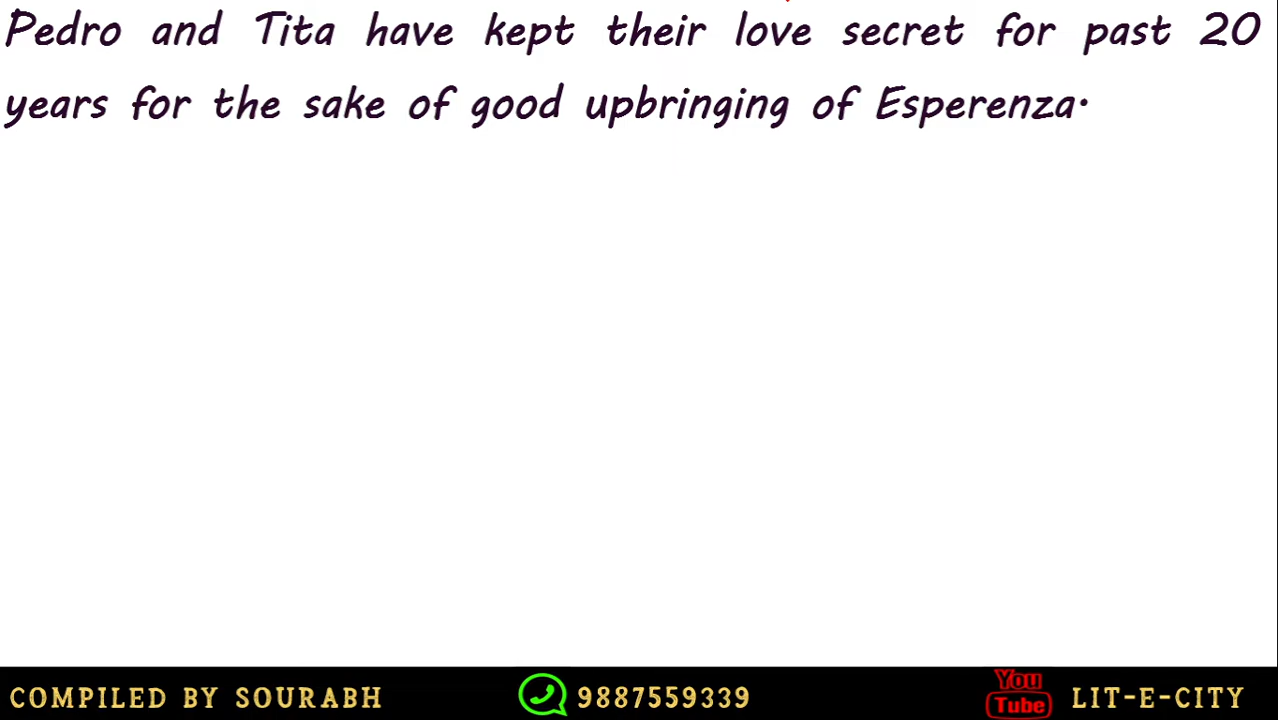 Pedro and Tita have kept their love secret for past 20
years for the sake of good upbringing of Esperenza.
COMPILED BY SOURABH 9887559339 You Tube LIT-E-CITY